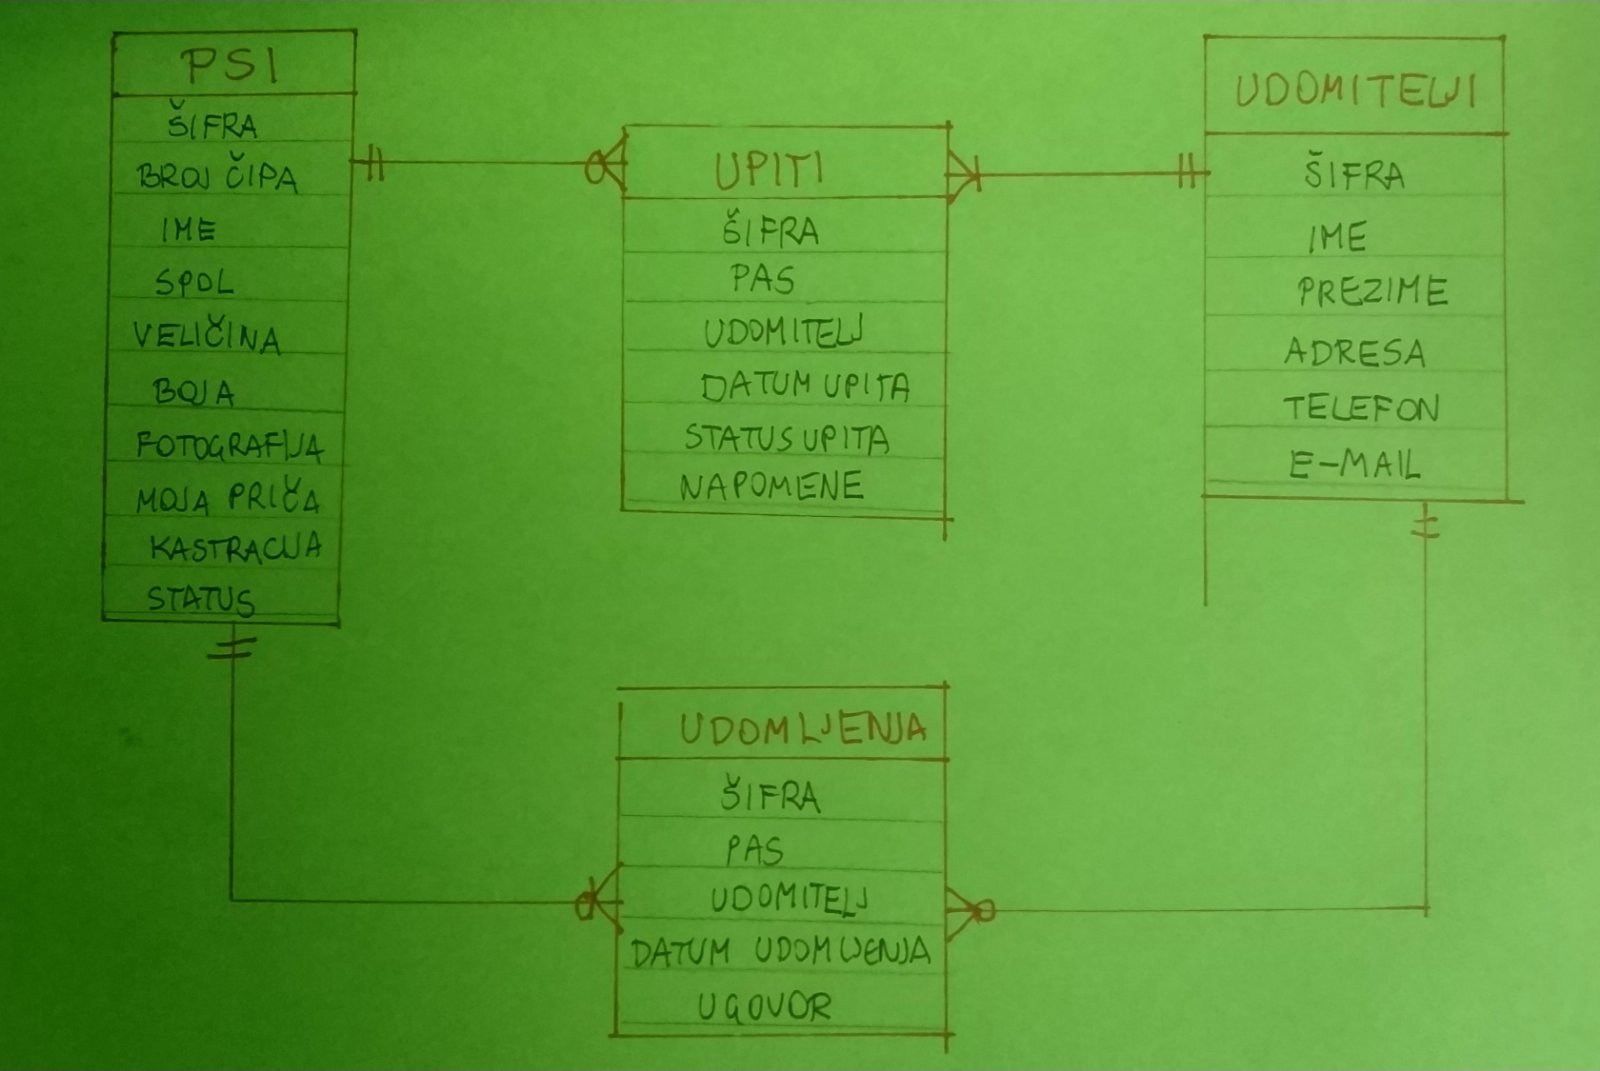 PSI
ŠIFRA
BROJ ČIPA
IME
SPOL
VELIČINA
BOJA
FOTOGRAFIJA
MOJA PRIČA
KASTRACIJA
STATUS
UPITI
ŠIFRA
PAS
UDOMITELJ
DATUM UPITA
STATUS UPITA
NAPOMENE
UDOMITELJI
ŠIFRA
IME
PREZIME
ADRESA
TELEFON
E-MAIL
UDOMLJENJA
ŠIFRA
PAS
UDOMITELJ
DATUM UDOMLJENJA
UGOVOR